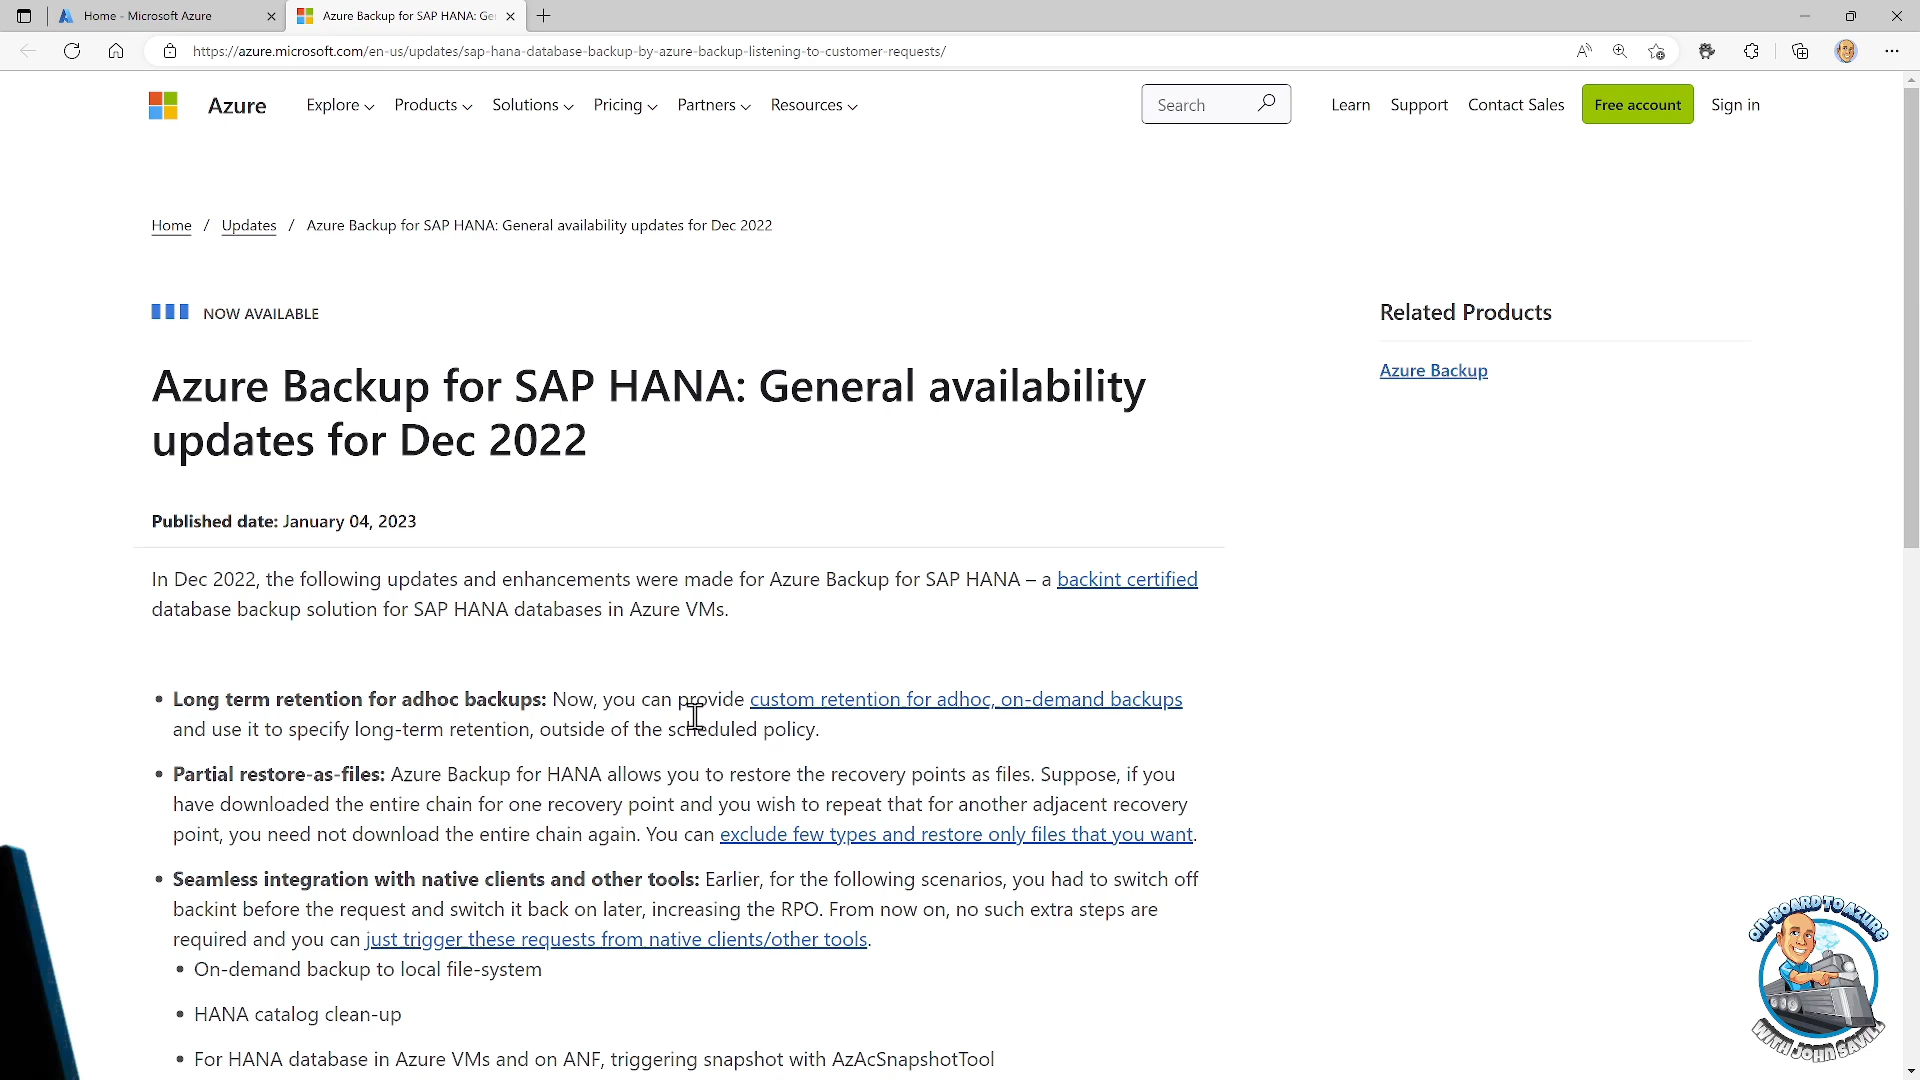 Home - Microsoft Azure
Azure Backup for SAP HANA: Ge
https://azure.microsoft.com/en-us/updates/sap-hana-database-backup-by-azure-backup-listening-to-customer-requests/
Azure Explore Products Solutions Pricing Partners Resources Search Learn Support Contact Sales Free account Sign in
Home / Updates / Azure Backup for SAP HANA: General availability updates for Dec 2022
NOW AVAILABLE
Azure Backup for SAP HANA: General availability
updates for Dec 2022
Published date: January 04, 2023
In Dec 2022, the following updates and enhancements were made for Azure Backup for SAP HANA – a backint certified
database backup solution for SAP HANA databases in Azure VMs.
• Long term retention for adhoc backups: Now, you can provide custom retention for adhoc, on-demand backups
and use it to specify long-term retention, outside of the scheduled policy.
• Partial restore-as-files: Azure Backup for HANA allows you to restore the recovery points as files. Suppose, if you
have downloaded the entire chain for one recovery point and you wish to repeat that for another adjacent recovery
point, you need not download the entire chain again. You can exclude few types and restore only files that you want.
• Seamless integration with native clients and other tools: Earlier, for the following scenarios, you had to switch off
backint before the request and switch it back on later, increasing the RPO. From now on, no such extra steps are
required and you can just trigger these requests from native clients/other tools.
• On-demand backup to local file-system
• HANA catalog clean-up
• For HANA database in Azure VMs and on ANF, triggering snapshot with AzAcSnapshotTool
Related Products
Azure Backup
ON-BOARD TO AZURE
WITH JOHN SAVILL